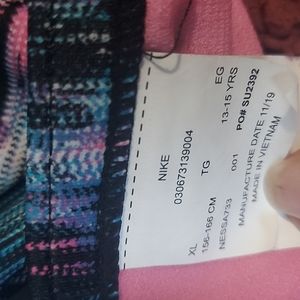 NIKE
030673139004
XL TG EG
156-166 CM 13-15 YRS
NESSA733 001 PO# SU2392
MANUFACTURE DATE 11/19
MADE IN VIETNAM